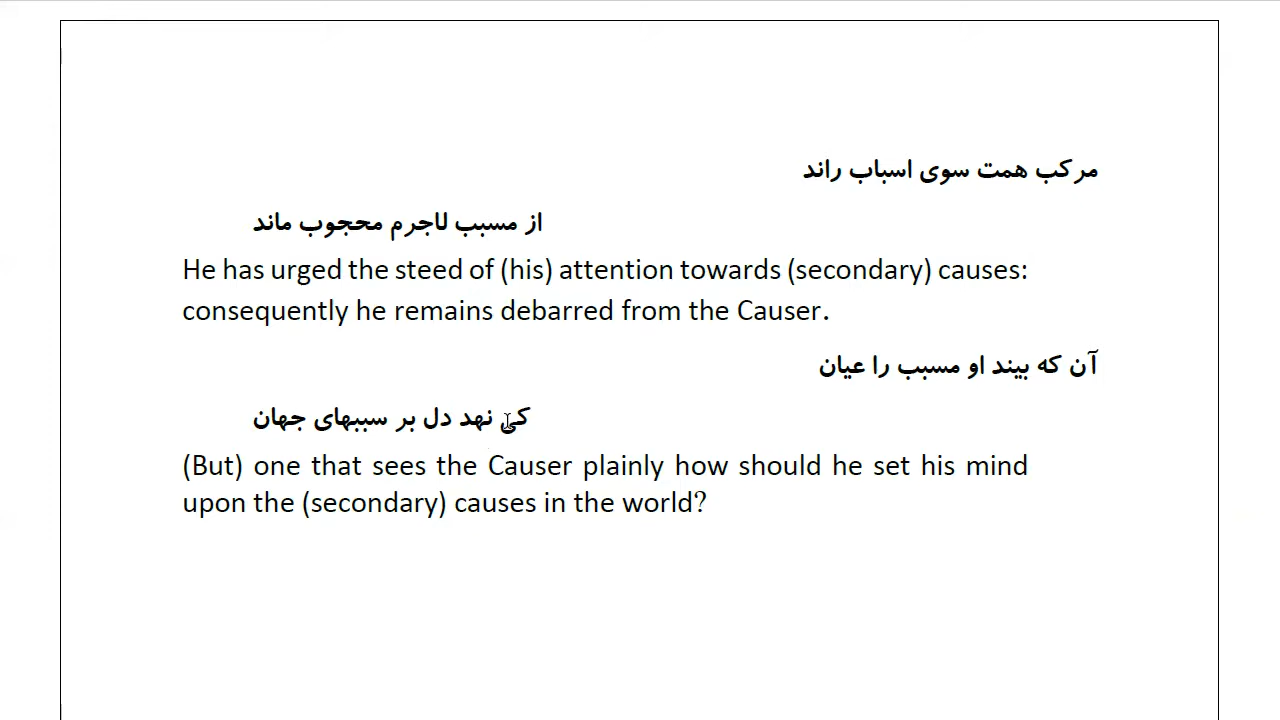 مرکب همت سوی اسباب راند
از مسبب لاجرم محجوب ماند
He has urged the steed of (his) attention towards (secondary) causes:
consequently he remains debarred from the Causer.
آن که بیند او مسبب را عیان
کی نهد دل بر سببهای جهان
(But) one that sees the Causer plainly how should he set his mind
upon the (secondary) causes in the world?